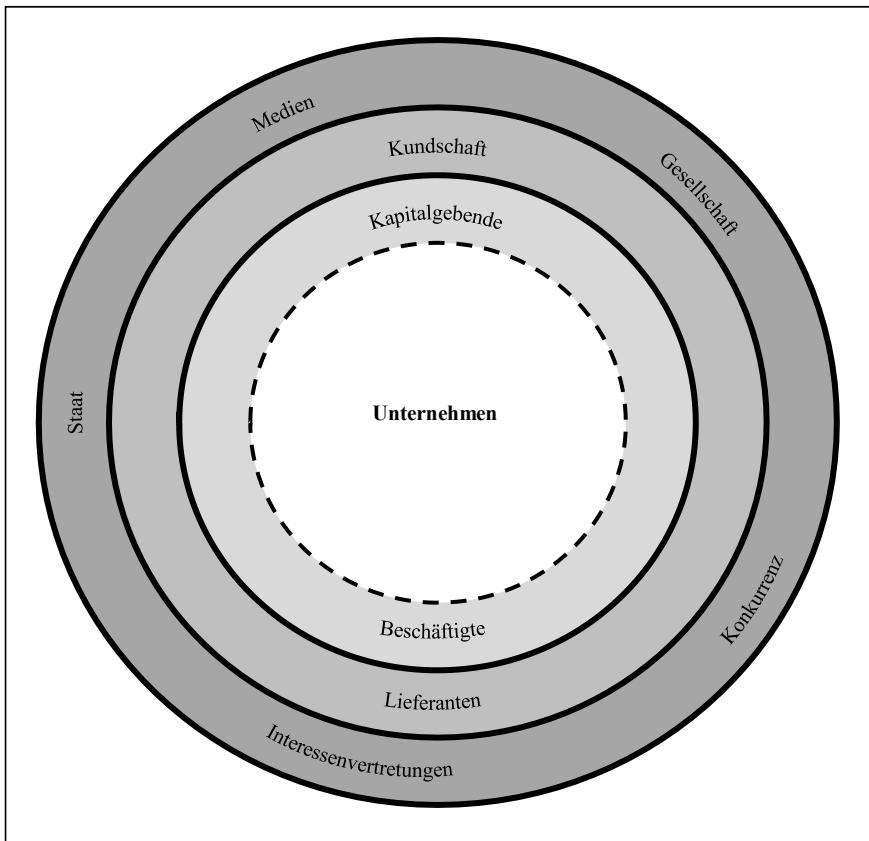 Medien
Kundschaft
Gesellschaft
Kapitalgebende
Staat
Unternehmen
Konkurrenz
Beschäftigte
Lieferanten
Interessenvertretungen